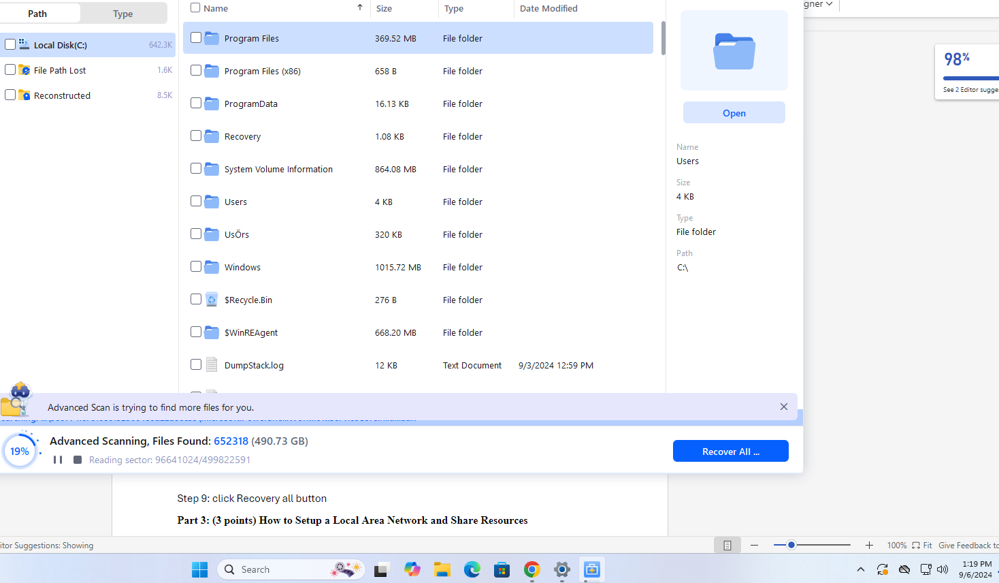 gner
Path
Type
Name
Size
Type
Date Modified
Local Disk(C:)
642.3K
File Path Lost
1.6K
Reconstructed
8.5K
Program Files
369.52 MB
File folder
Program Files (x86)
658 B
File folder
ProgramData
16.13 KB
File folder
Recovery
1.08 KB
File folder
System Volume Information
864.08 MB
File folder
Users
4 KB
File folder
UsŐrs
320 KB
File folder
Windows
1015.72 MB
File folder
$Recycle.Bin
276 B
File folder
$WinREAgent
668.20 MB
File folder
DumpStack.log
12 KB
Text Document
9/3/2024 12:59 PM
Open
Name
Users
Size
4 KB
Type
File folder
Path
C:\
98%
See 2 Editor sugge
Advanced Scan is trying to find more files for you.
19%
Advanced Scanning, Files Found: 652318 (490.73 GB)
Reading sector: 96641024/499822591
Recover All ...
Step 9: click Recovery all button
Part 3: (3 points) How to Setup a Local Area Network and Share Resources
itor Suggestions: Showing
100%
Fit
Give Feedback to
Search
1:19 PM
9/6/2024